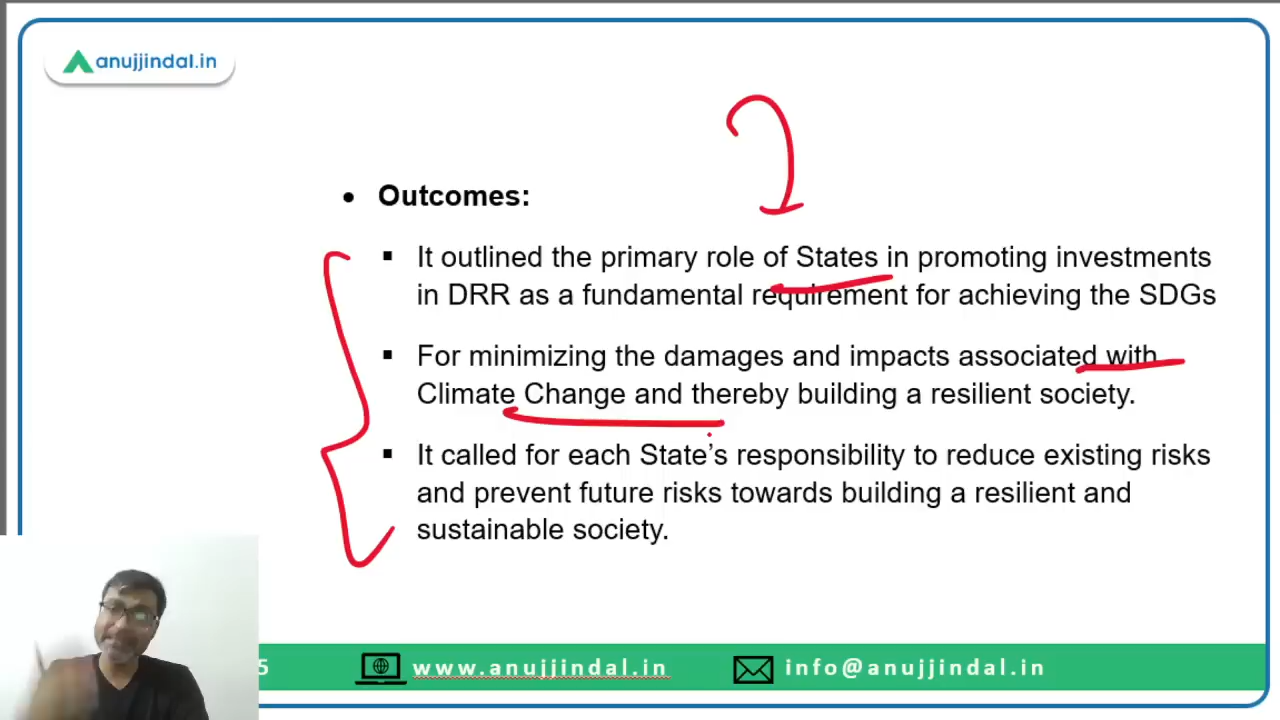 anujjindal.in
Outcomes:
It outlined the primary role of States in promoting investments
in DRR as a fundamental requirement for achieving the SDGs
For minimizing the damages and impacts associated with
Climate Change and thereby building a resilient society.
It called for each State's responsibility to reduce existing risks
and prevent future risks towards building a resilient and
sustainable society.
5 www.anujjindal.in info@anujjindal.in